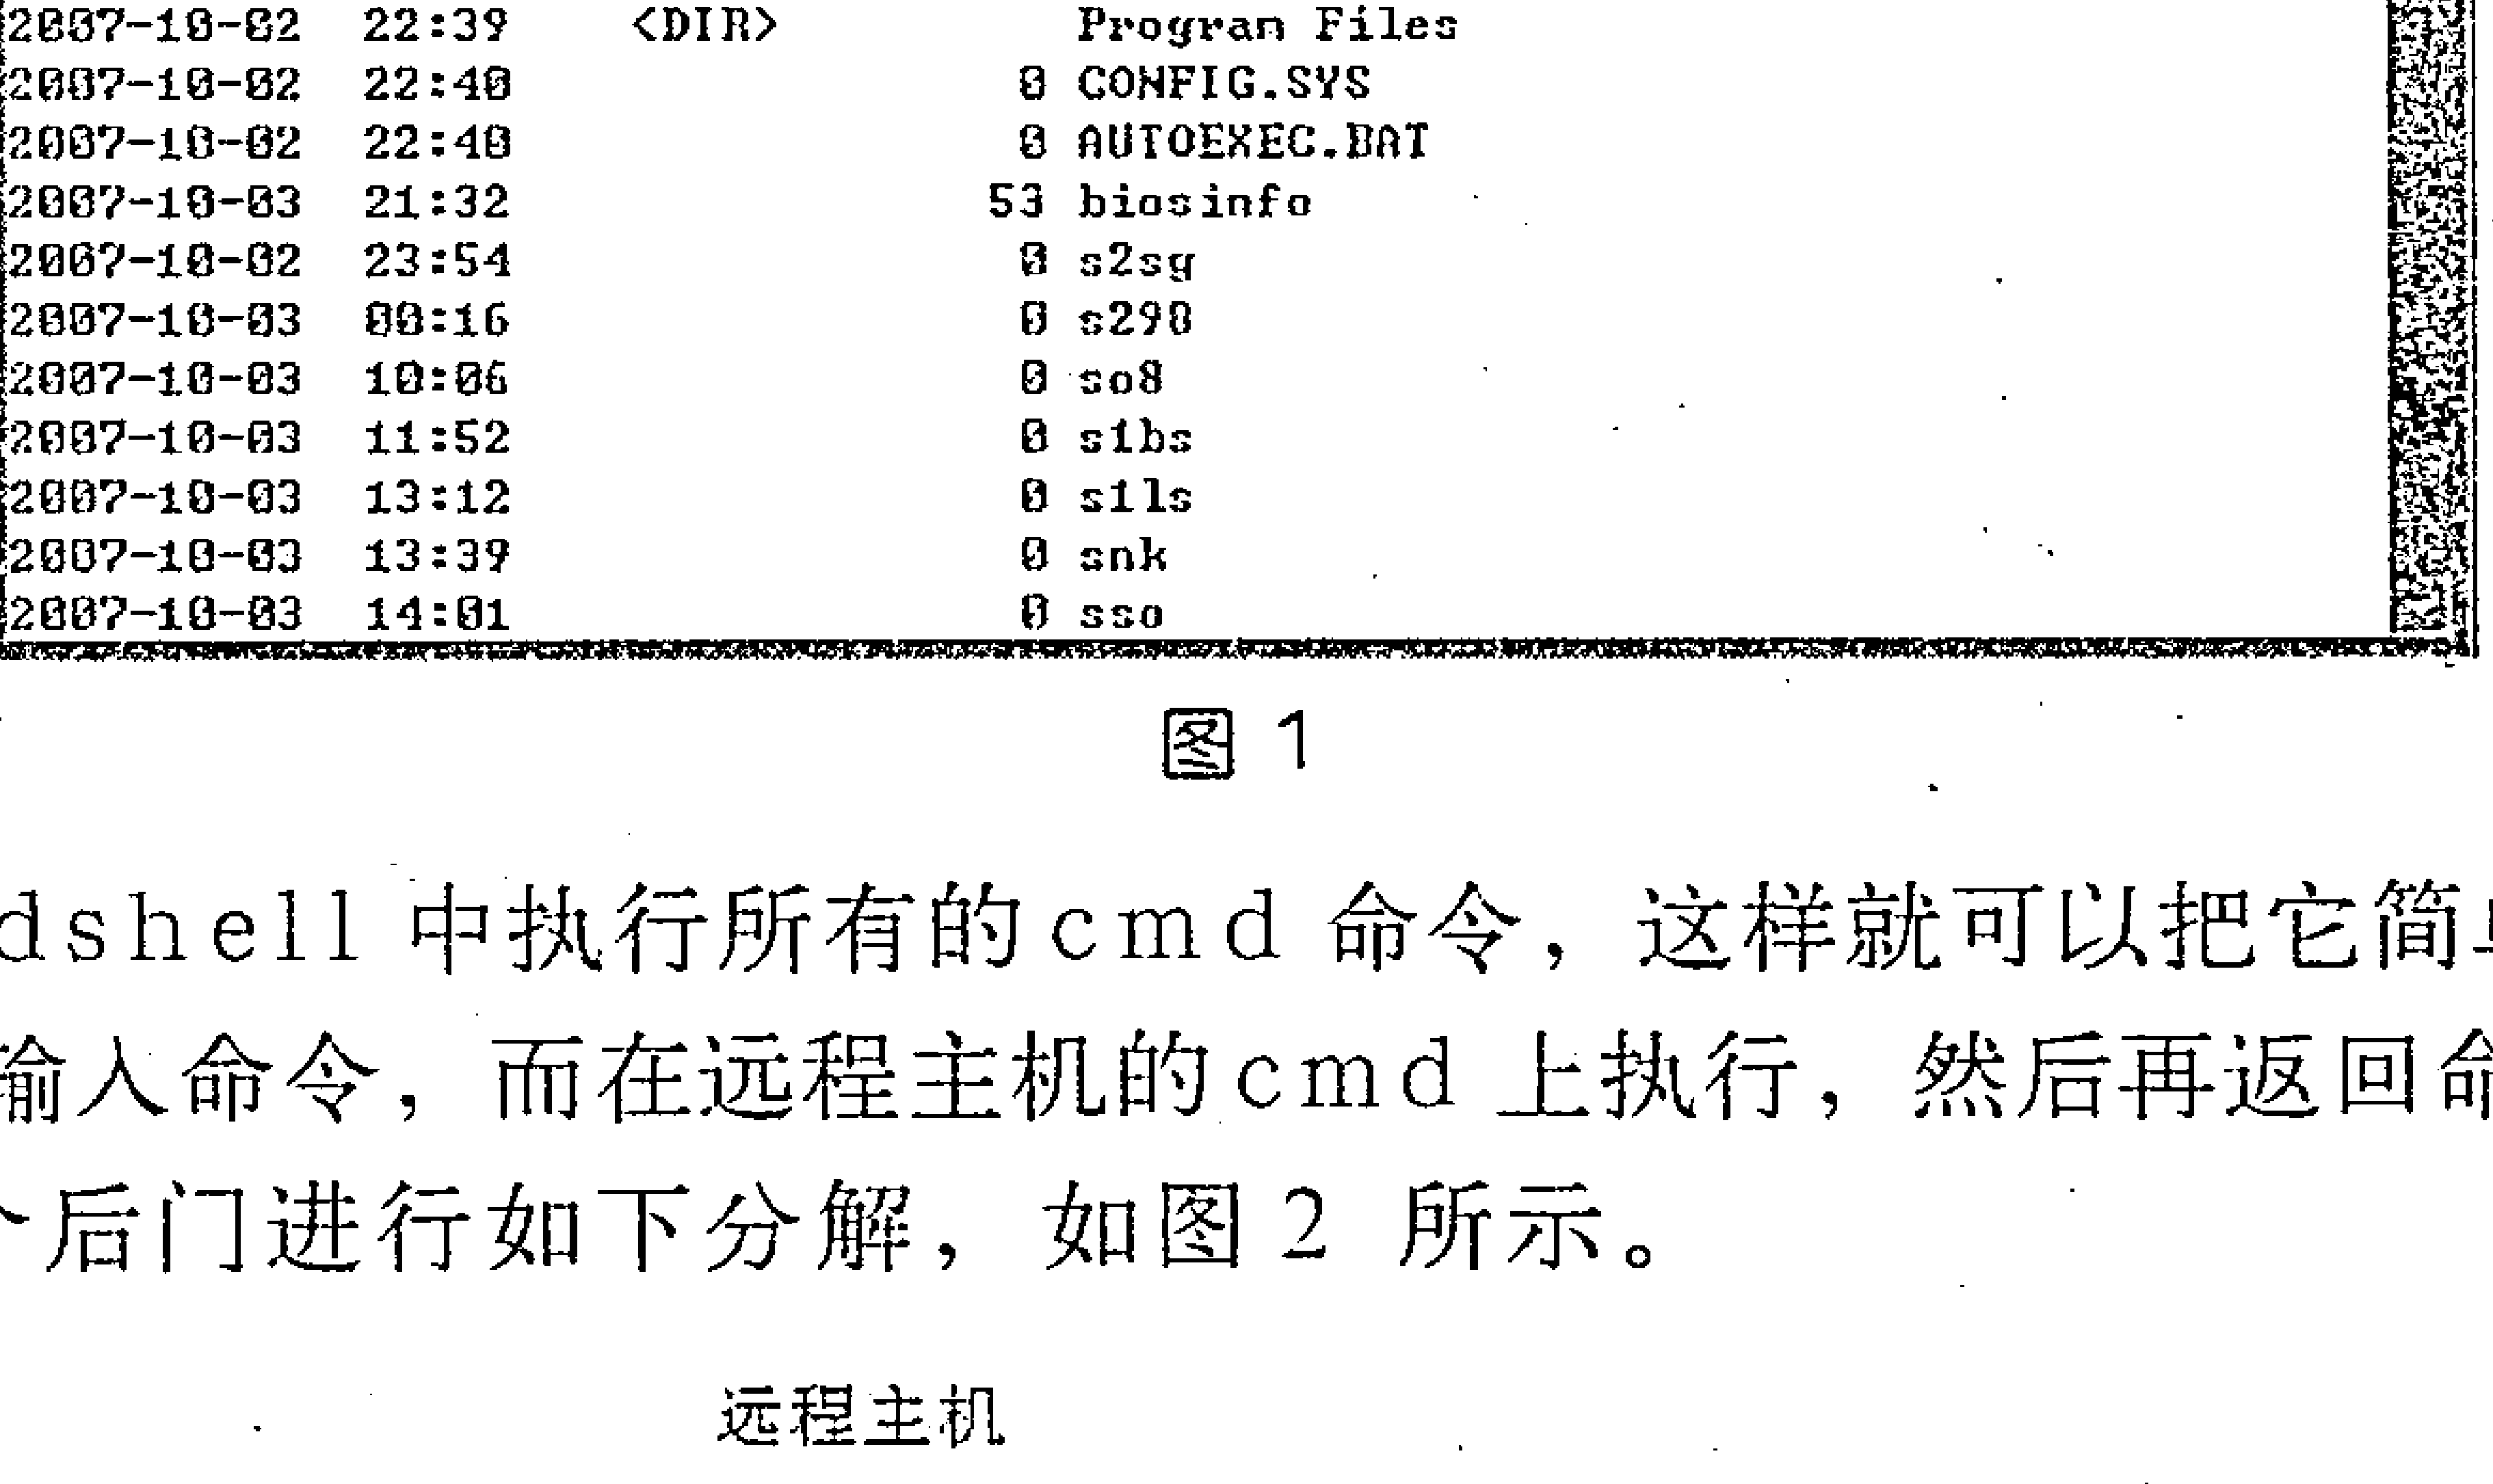 2007-10-02 22:39 <DIR> Program Files
2007-10-02 22:40 0 CONFIG.SYS
2007-10-02 22:40 0 AUTOEXEC.BAT
2007-10-03 21:32 53 biosinfo
2007-10-02 23:54 0 s2sg
2007-10-03 00:16 0 s290
2007-10-03 10:06 0 so8
2007-10-03 11:52 0 s1bs
2007-10-03 13:12 0 s1ls
2007-10-03 13:39 0 snk
2007-10-03 14:01 0 sso
图 1
dshell 中执行所有的cmd 命令，这样就可以把它简
输入命令，而在远程主机的cmd 上执行，然后再返回命
后门进行如下分解，如图 2 所示。
远程主机